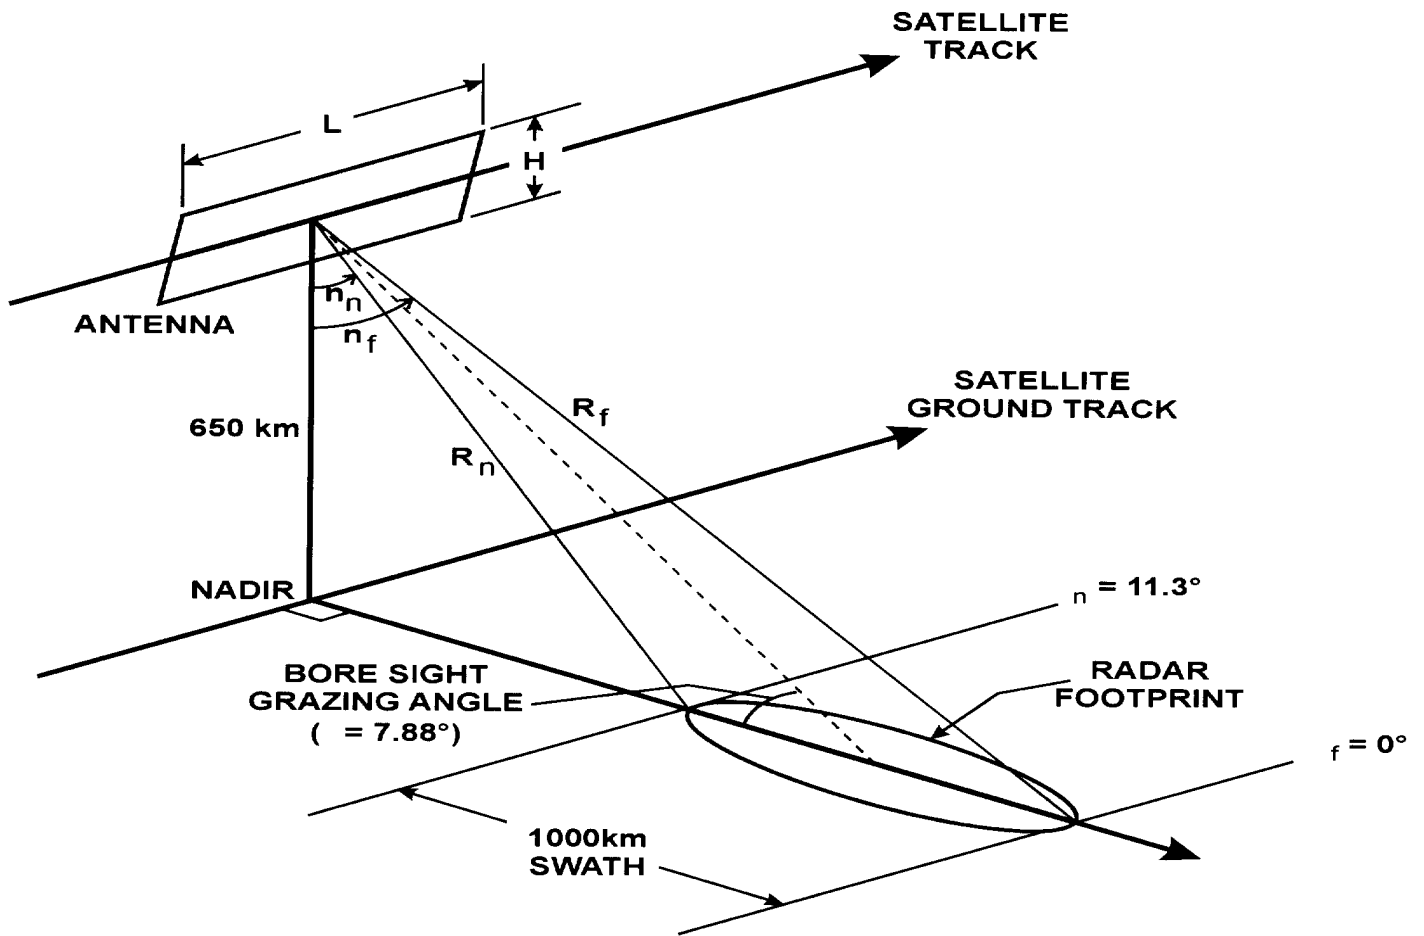 SATELLITE
TRACK
L
H
ANTENNA
n n
n f
650 km
R f
R n
SATELLITE
GROUND TRACK
NADIR
n = 11.3°
BORE SIGHT
GRAZING ANGLE
( = 7.88°)
RADAR
FOOTPRINT
f = 0°
1000km
SWATH